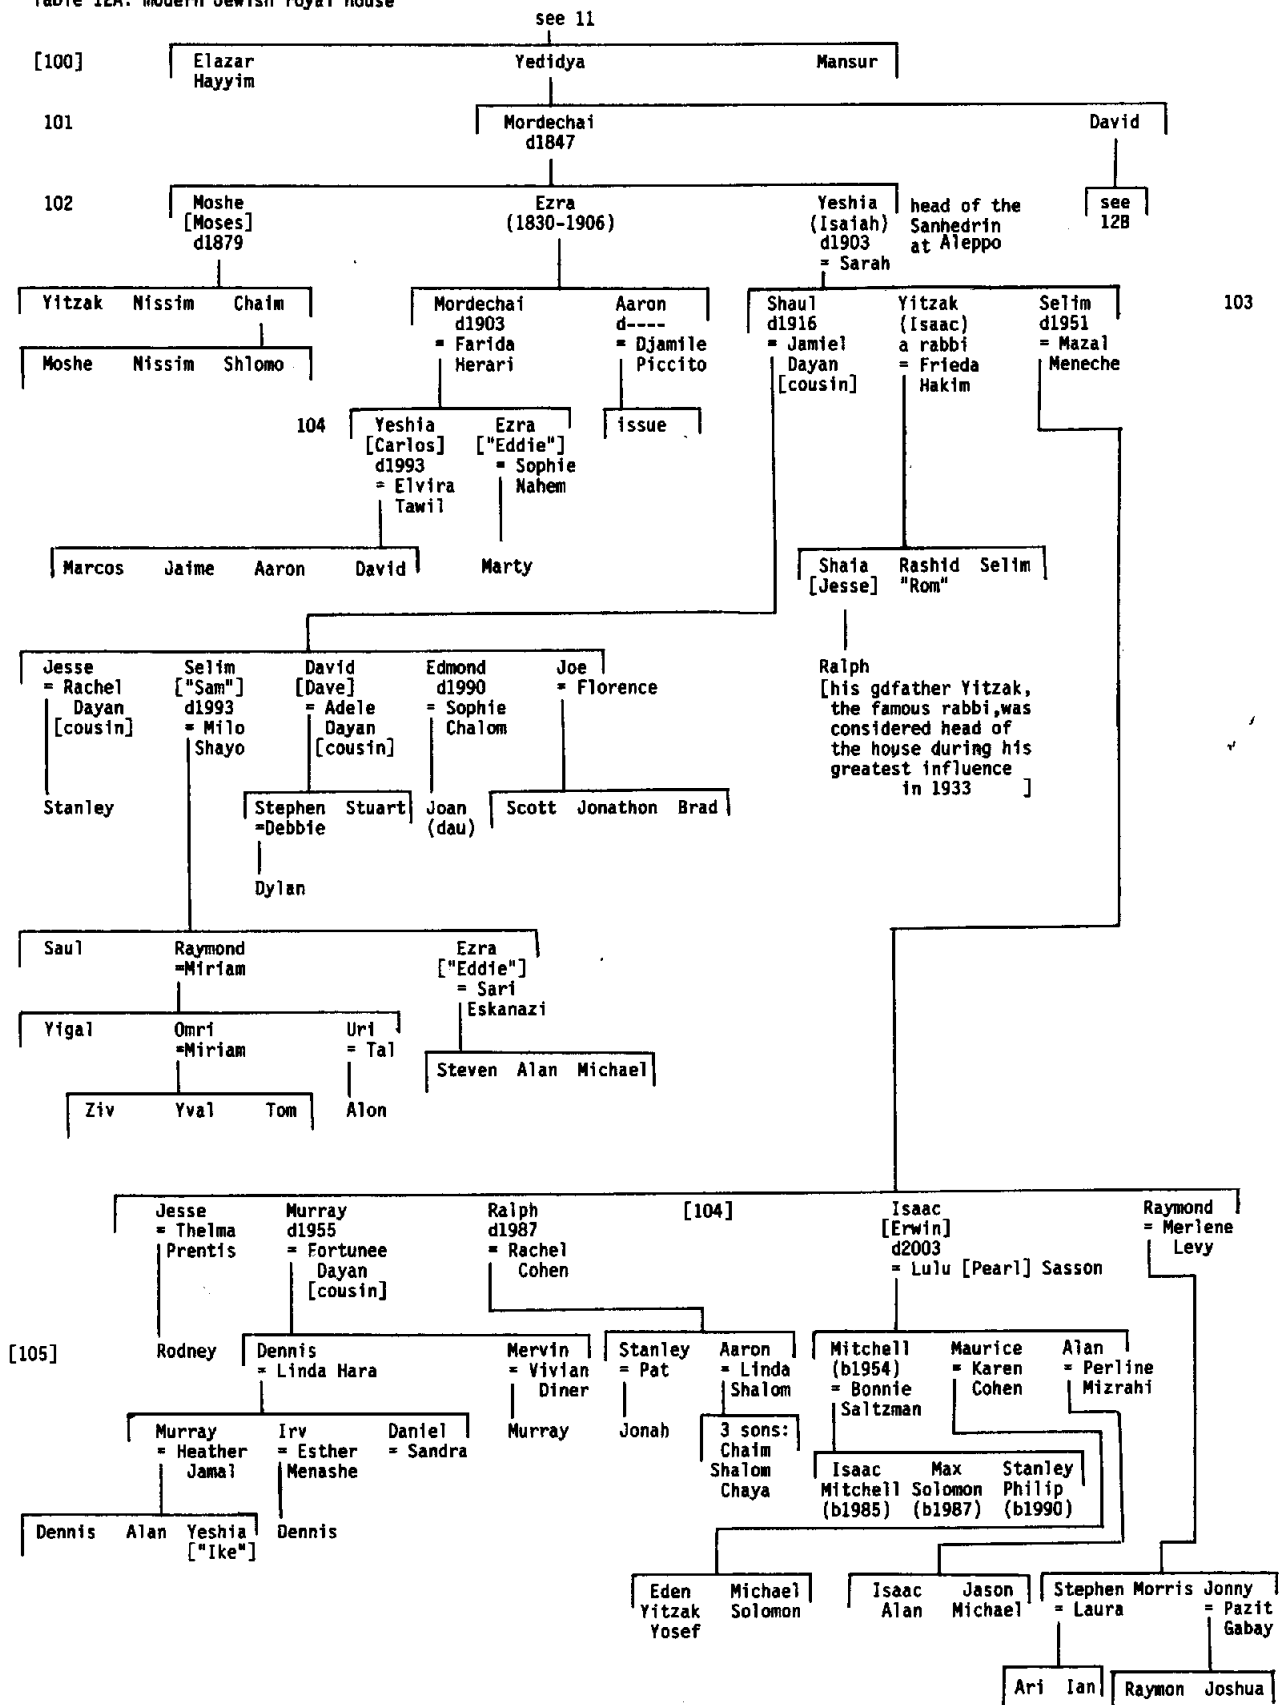 Table 12A: modern Jewish royal house
see 11
[100] Elazar Yedidya Mansur
Hayyim
101 Mordechai David
d1847
102 Moshe Ezra Yeshia head of the see
[Moses] (1830-1906) (Isaiah) Sanhedrin 12B
d1879 d1903 at Aleppo
= Sarah
Yitzak Nissim Chaim Mordechai Aaron Shaul Yitzak Selim 103
d1903 d---- d1916 (Isaac) d1951
= Farida = Djamile = Jamiel a rabbi = Mazal
Herari Piccito Dayan = Frieda Meneche
[cousin] Hakim
Moshe Nissim Shlomo
104 Yeshia Ezra issue
[Carlos] ["Eddie"]
d1993 = Sophie
= Elvira Nahem
Tawil
Marcos Jaime Aaron David Marty Shaia Rashid Selim
[Jesse] "Rom"
Jesse Selim David Edmond Joe Ralph
= Rachel ["Sam"] [Dave] d1990 = Florence [his gdfather Yitzak,
Dayan d1993 = Adele = Sophie the famous rabbi,was
[cousin] = Milo Dayan Chalom considered head of
Shayo [cousin] the house during his
greatest influence
in 1933 ]
Stanley Stephen Stuart Joan Scott Jonathon Brad
=Debbie (dau)
Dylan
Saul Raymond Ezra
=Miriam ["Eddie"]
= Sari
Eskanazi
Yigal Omri Uri
=Miriam = Tal
Steven Alan Michael
Ziv Yval Tom Alon
Jesse Murray Ralph [104] Isaac Raymond
= Thelma d1955 d1987 [Erwin] = Merlene
Prentis = Fortunee = Rachel d2003 Levy
Dayan Cohen = Lulu [Pearl] Sasson
[cousin]
[105] Rodney Dennis Mervin Stanley Aaron Mitchell Maurice Alan
= Linda Hara = Vivian = Pat = Linda (b1954) = Karen = Perline
Diner Shalom = Bonnie Cohen Mizrahi
Saltzman
Murray Irv Daniel Murray Jonah 3 sons:
= Heather = Esther = Sandra Chaim
Jamal Menashe Shalom
Chaya
Isaac Max Stanley
Mitchell Solomon Philip
(b1985) (b1987) (b1990)
Dennis Alan Yeshia Dennis
["Ike"]
Eden Michael Isaac Jason Stephen Morris Jonny
Yitzak Solomon Alan Michael = Laura = Pazit
Yosef Gabay
Ari Ian Raymon Joshua